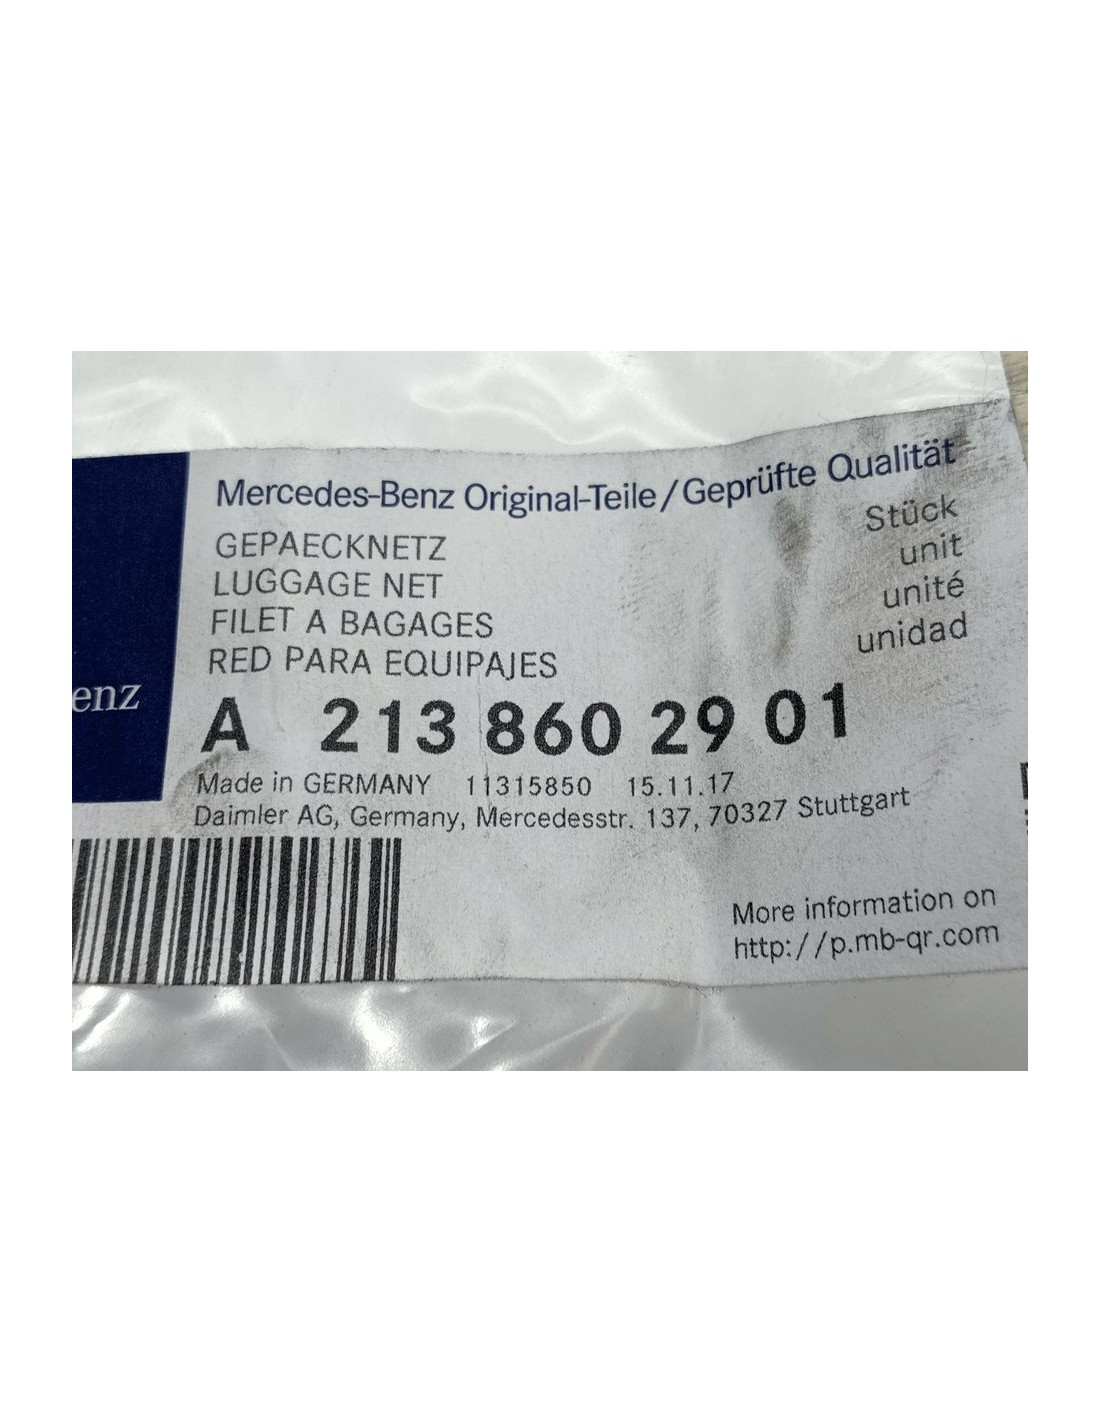 Mercedes-Benz Original-Teile/Geprüfte Qualität
GEPAECKNETZ
LUGGAGE NET
FILET A BAGAGES
RED PARA EQUIPAJES
Stück
unit
unité
unidad
enz
A 213 860 29 01
Made in GERMANY 11315850 15.11.17
Daimler AG, Germany, Mercedesstr. 137, 70327 Stuttgart
More information on
http://p.mb-qr.com